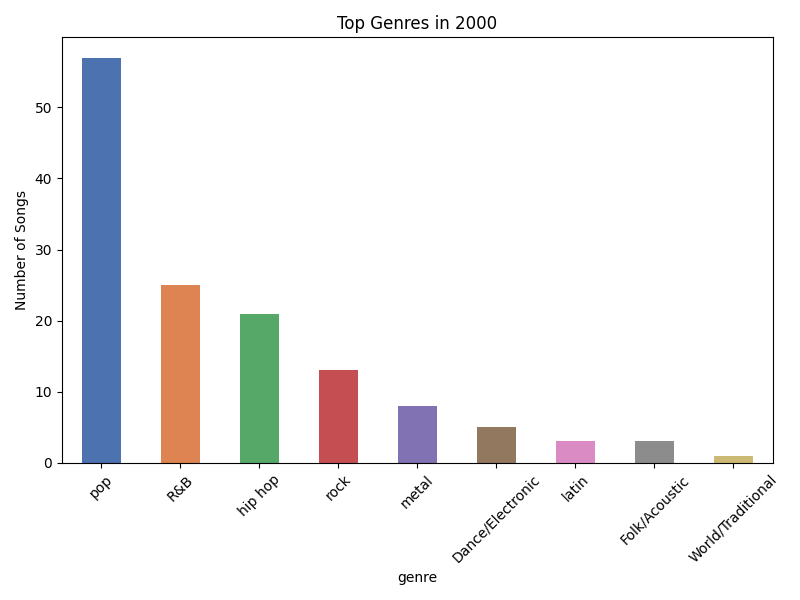 Top Genres in 2000
Number of Songs
50
40
30
20
10
0
pop
R&B
hip hop
rock
metal
Dance/Electronic
latin
Folk/Acoustic
World/Traditional
genre